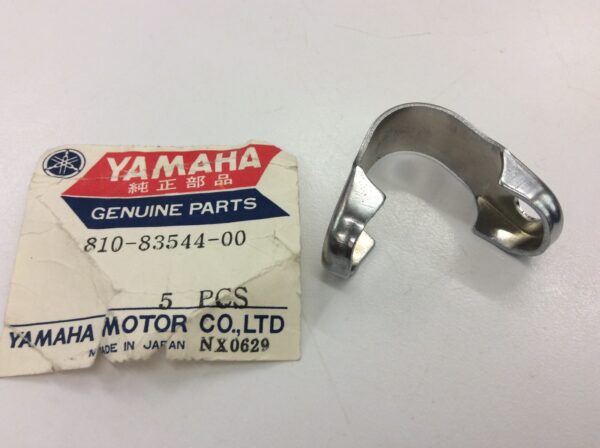 YAMAHA
純正部品
GENUINE PARTS
810-83544-00
5 PCS
YAMAHA MOTOR CO.,LTD
MADE IN JAPAN NX0629